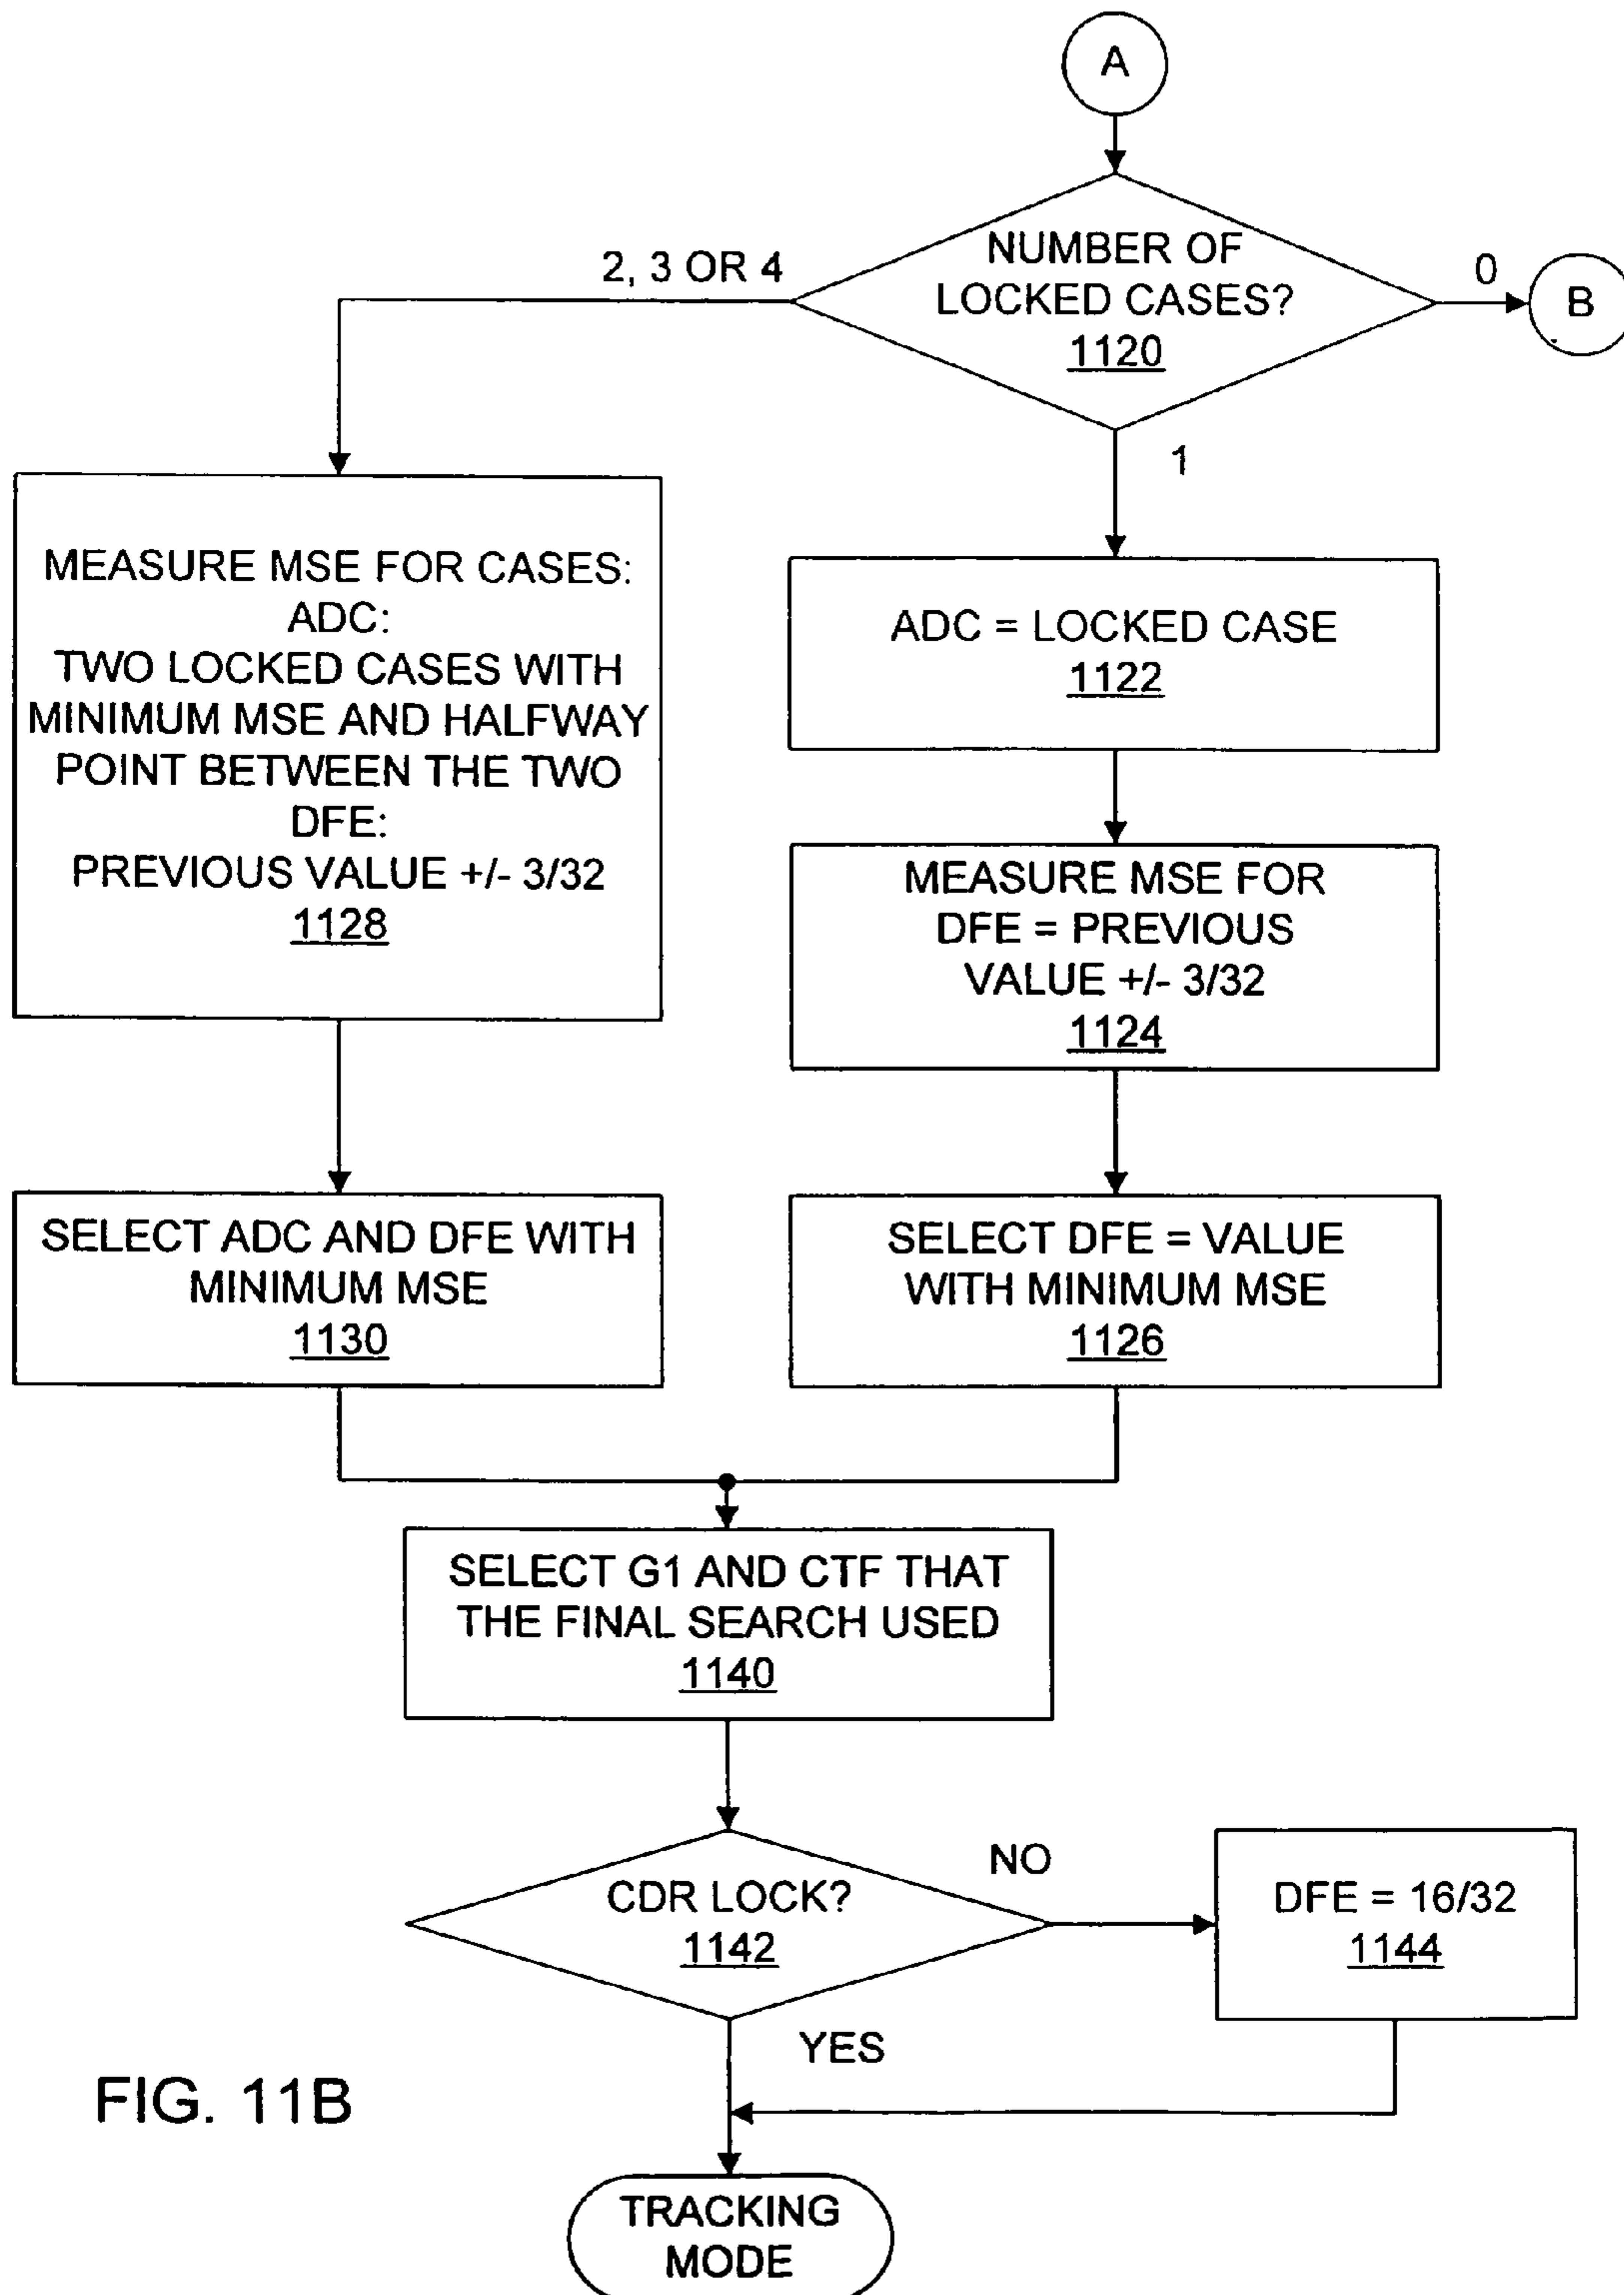 A
NUMBER OF
LOCKED CASES?
1120
2, 3 OR 4
0
B
1
MEASURE MSE FOR CASES:
ADC:
TWO LOCKED CASES WITH
MINIMUM MSE AND HALFWAY
POINT BETWEEN THE TWO
DFE:
PREVIOUS VALUE +/- 3/32
1128
ADC = LOCKED CASE
1122
MEASURE MSE FOR
DFE = PREVIOUS
VALUE +/- 3/32
1124
SELECT ADC AND DFE WITH
MINIMUM MSE
1130
SELECT DFE = VALUE
WITH MINIMUM MSE
1126
SELECT G1 AND CTF THAT
THE FINAL SEARCH USED
1140
CDR LOCK?
1142
NO
DFE = 16/32
1144
YES
FIG. 11B
TRACKING
MODE